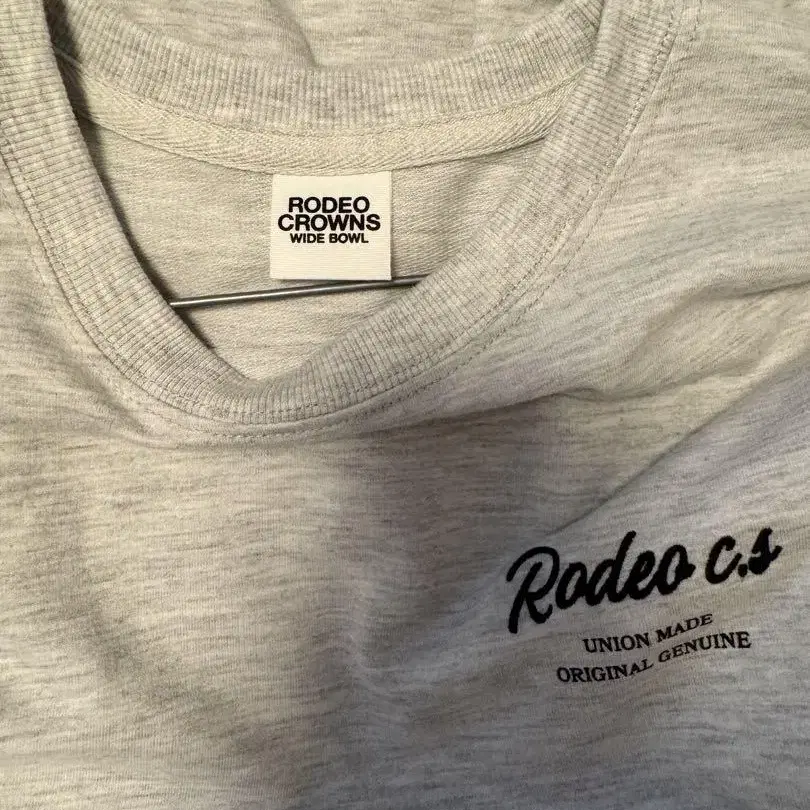 RODEO
CROWNS
WIDE BOWL
Rodeo c.s
UNION MADE
ORIGINAL GENUINE